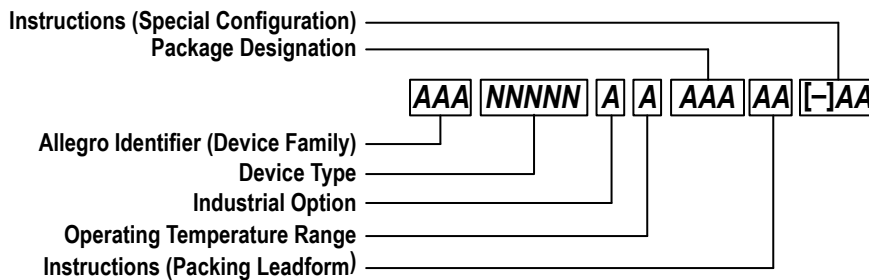 Instructions (Special Configuration)
Package Designation
AAA NNNNN A A AAA AA [–]AA
Allegro Identifier (Device Family)
Device Type
Industrial Option
Operating Temperature Range
Instructions (Packing Leadform)